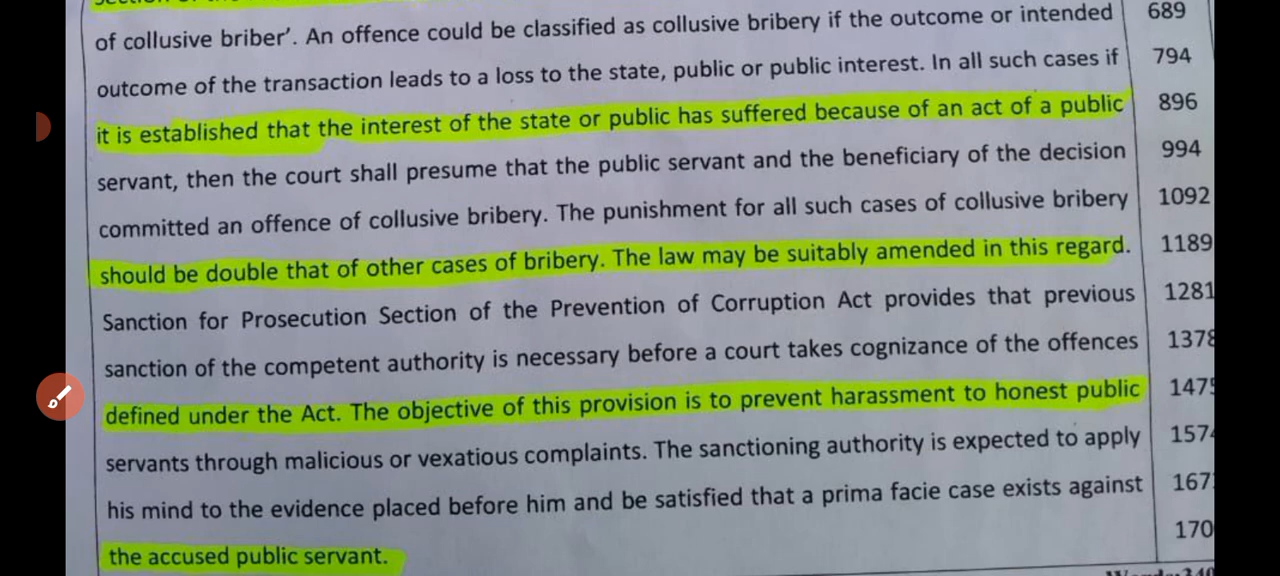 of collusive briber'. An offence could be classified as collusive bribery if the outcome or intended 689
outcome of the transaction leads to a loss to the state, public or public interest. In all such cases if 794
it is established that the interest of the state or public has suffered because of an act of a public 896
servant, then the court shall presume that the public servant and the beneficiary of the decision 994
committed an offence of collusive bribery. The punishment for all such cases of collusive bribery 1092
should be double that of other cases of bribery. The law may be suitably amended in this regard. 1189
Sanction for Prosecution Section of the Prevention of Corruption Act provides that previous 1281
sanction of the competent authority is necessary before a court takes cognizance of the offences 1378
defined under the Act. The objective of this provision is to prevent harassment to honest public 1475
servants through malicious or vexatious complaints. The sanctioning authority is expected to apply 157
his mind to the evidence placed before him and be satisfied that a prima facie case exists against 167
the accused public servant. 170